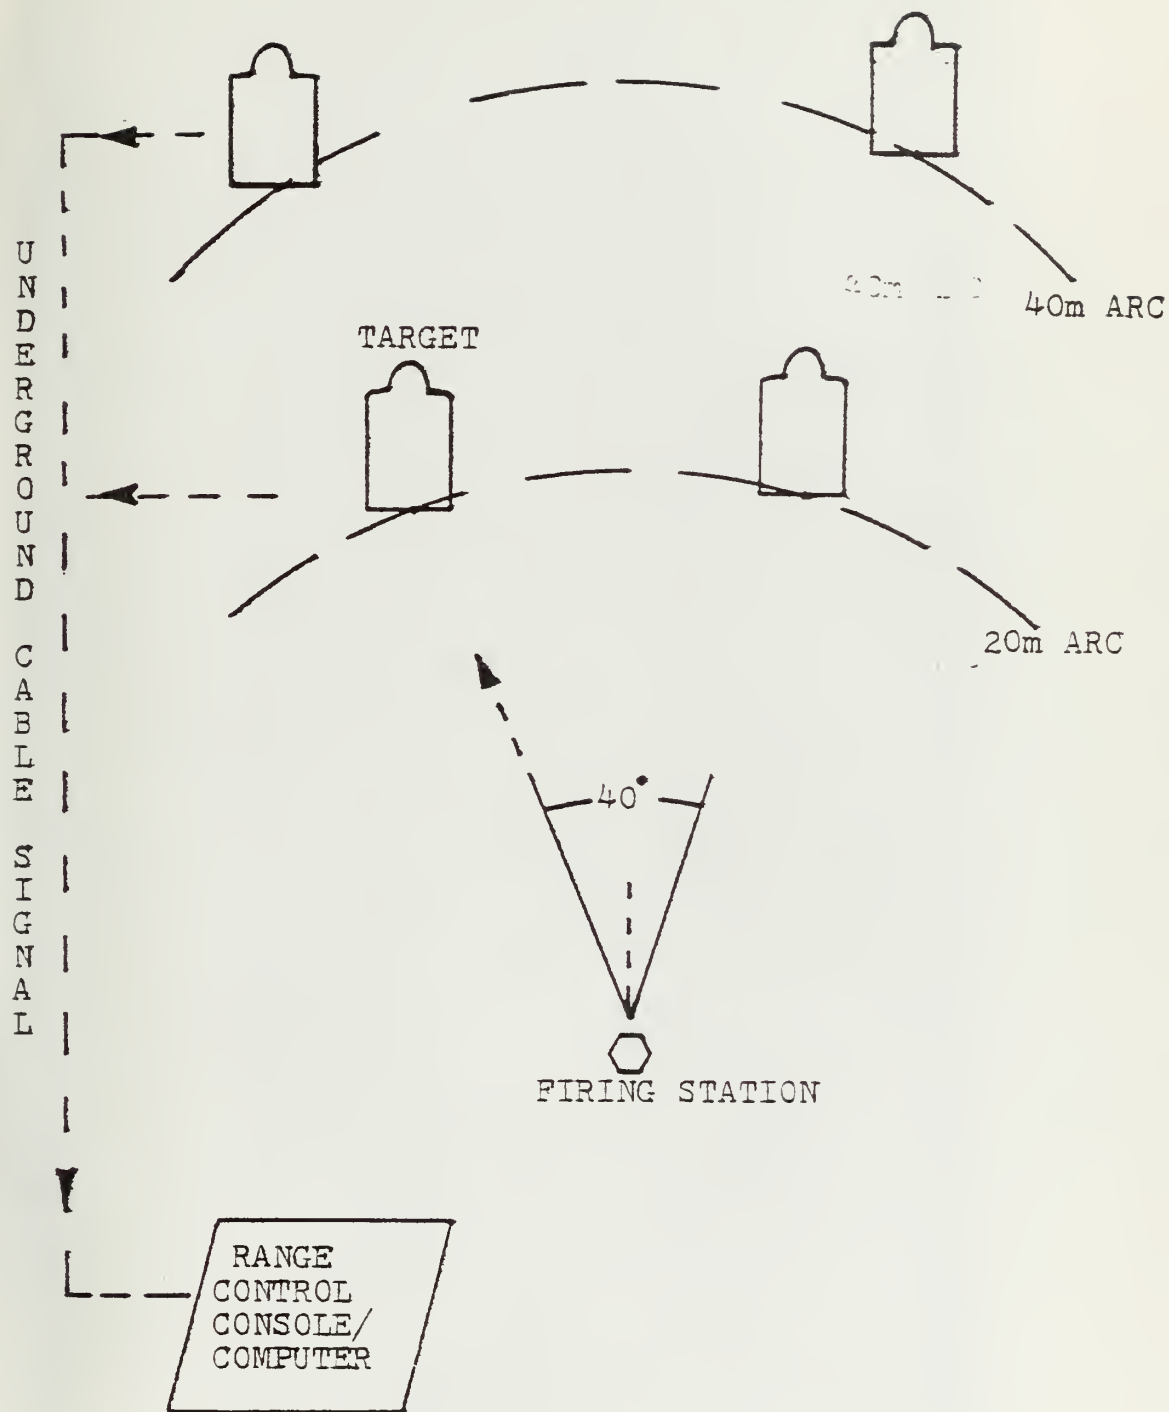 40m ARC
TARGET
20m ARC
40°
FIRING STATION
UNDERGROUND CABLE SIGNAL
RANGE
CONTROL
CONSOLE/
COMPUTER